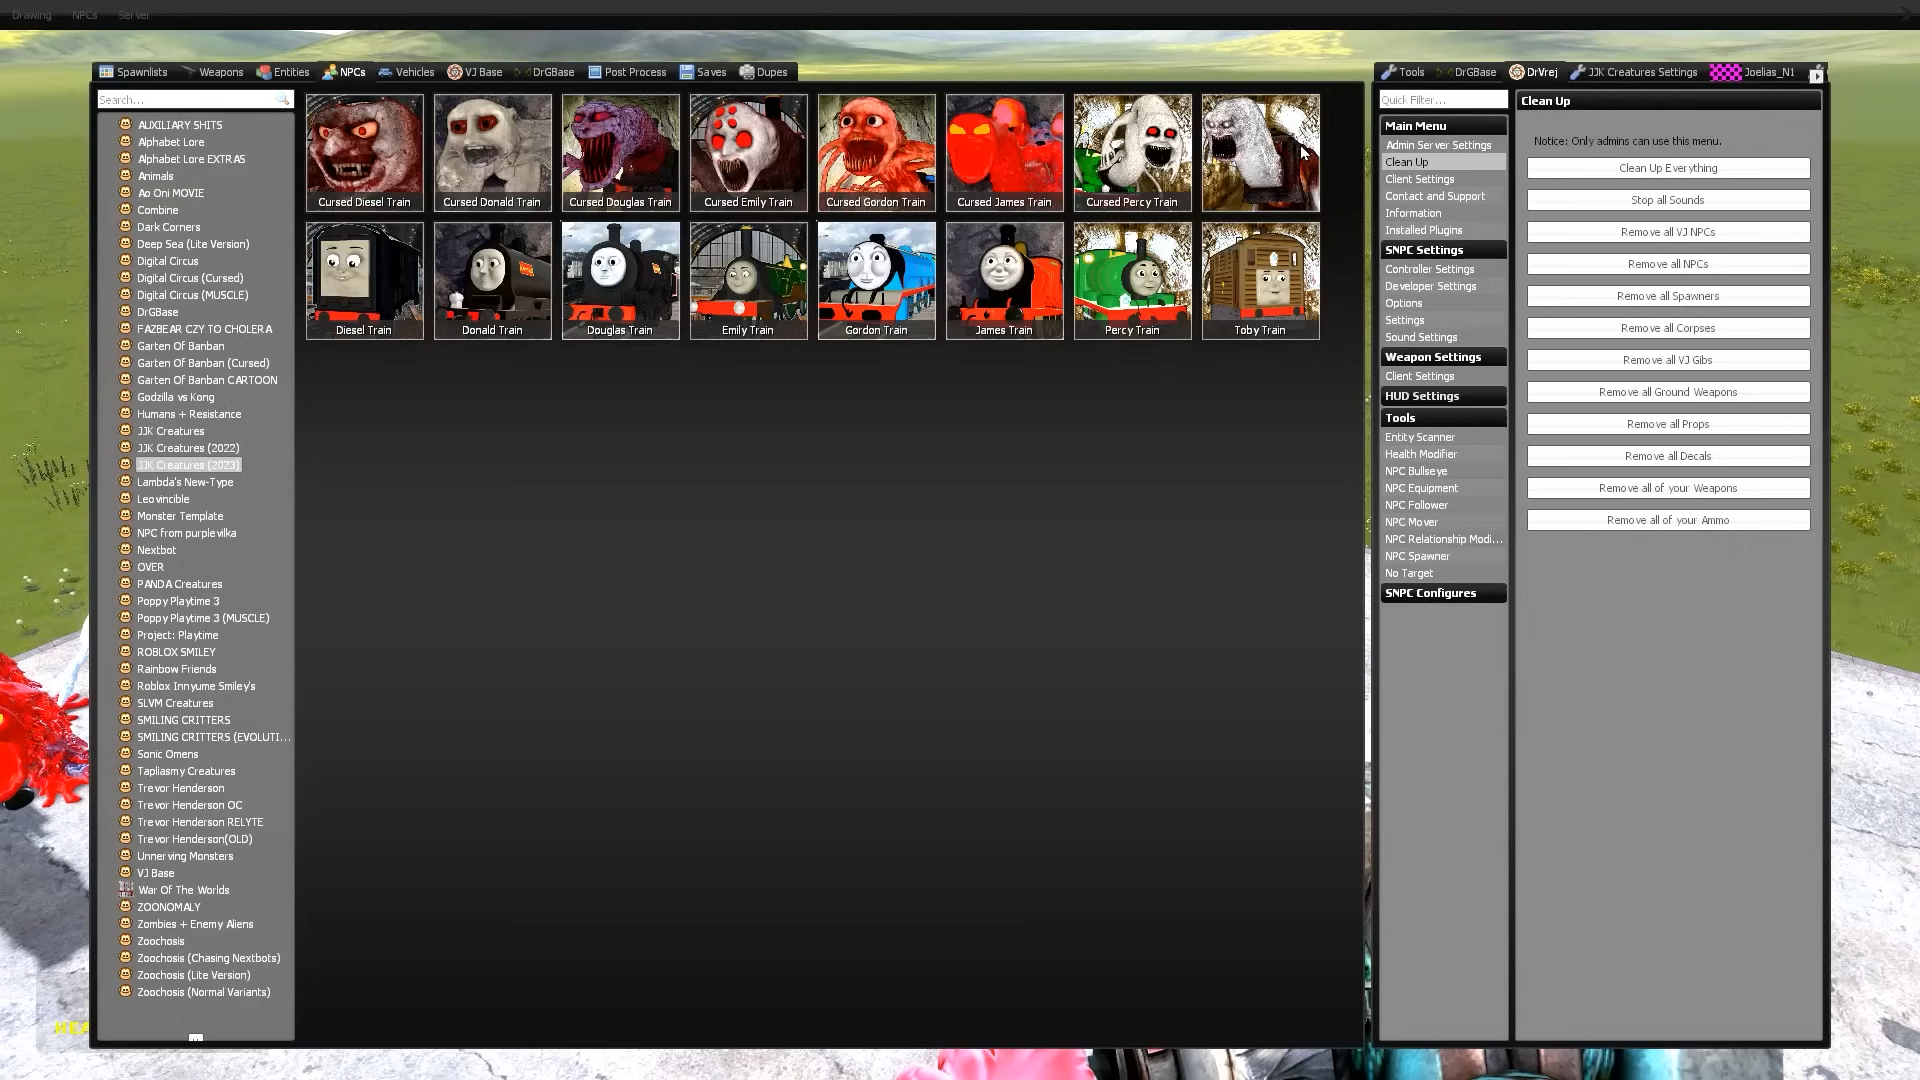 Drawing NPCs Server
Spawnlists Weapons Entities NPCs Vehicles VJ Base DrGBase Post Process Saves Dupes
Tools DrGBase DrVrej JJK Creatures Settings Joelias_N1
Search...
AUXILIARY SHITS
Alphabet Lore
Alphabet Lore EXTRAS
Animals
Ao Oni MOVIE
Combine
Dark Corners
Deep Sea (Lite Version)
Digital Circus
Digital Circus (Cursed)
Digital Circus (MUSCLE)
DrGBase
FAZBEAR CZY TO CHOLERA
Garten Of Banban
Garten Of Banban (Cursed)
Garten Of Banban CARTOON
Godzilla vs Kong
Humans + Resistance
JJK Creatures
JJK Creatures (2022)
JJK Creatures (2023)
Lambda's New-Type
Leovincible
Monster Template
NPC from purplevilka
Nextbot
OVER
PANDA Creatures
Poppy Playtime 3
Poppy Playtime 3 (MUSCLE)
Project: Playtime
ROBLOX SMILEY
Rainbow Friends
Roblox Innyume Smiley's
SLVM Creatures
SMILING CRITTERS
SMILING CRITTERS (EVOLUTI...
Sonic Omens
Tapliasmy Creatures
Trevor Henderson
Trevor Henderson OC
Trevor Henderson RELYTE
Trevor Henderson(OLD)
Unnerving Monsters
VJ Base
War Of The Worlds
ZOONOMALY
Zombies + Enemy Aliens
Zoochosis
Zoochosis (Chasing Nextbots)
Zoochosis (Lite Version)
Zoochosis (Normal Variants)
Cursed Diesel Train
Cursed Donald Train
Cursed Douglas Train
Cursed Emily Train
Cursed Gordon Train
Cursed James Train
Cursed Percy Train
Diesel Train
Donald Train
Douglas Train
Emily Train
Gordon Train
James Train
Percy Train
Toby Train
Quick Filter...
Main Menu
Admin Server Settings
Clean Up
Client Settings
Contact and Support
Information
Installed Plugins
SNPC Settings
Controller Settings
Developer Settings
Options
Settings
Sound Settings
Weapon Settings
Client Settings
HUD Settings
Tools
Entity Scanner
Health Modifier
NPC Bullseye
NPC Equipment
NPC Follower
NPC Mover
NPC Relationship Modi...
NPC Spawner
No Target
SNPC Configures
Clean Up
Notice: Only admins can use this menu.
Clean Up Everything
Stop all Sounds
Remove all VJ NPCs
Remove all NPCs
Remove all Spawners
Remove all Corpses
Remove all VJ Gibs
Remove all Ground Weapons
Remove all Props
Remove all Decals
Remove all of your Weapons
Remove all of your Ammo